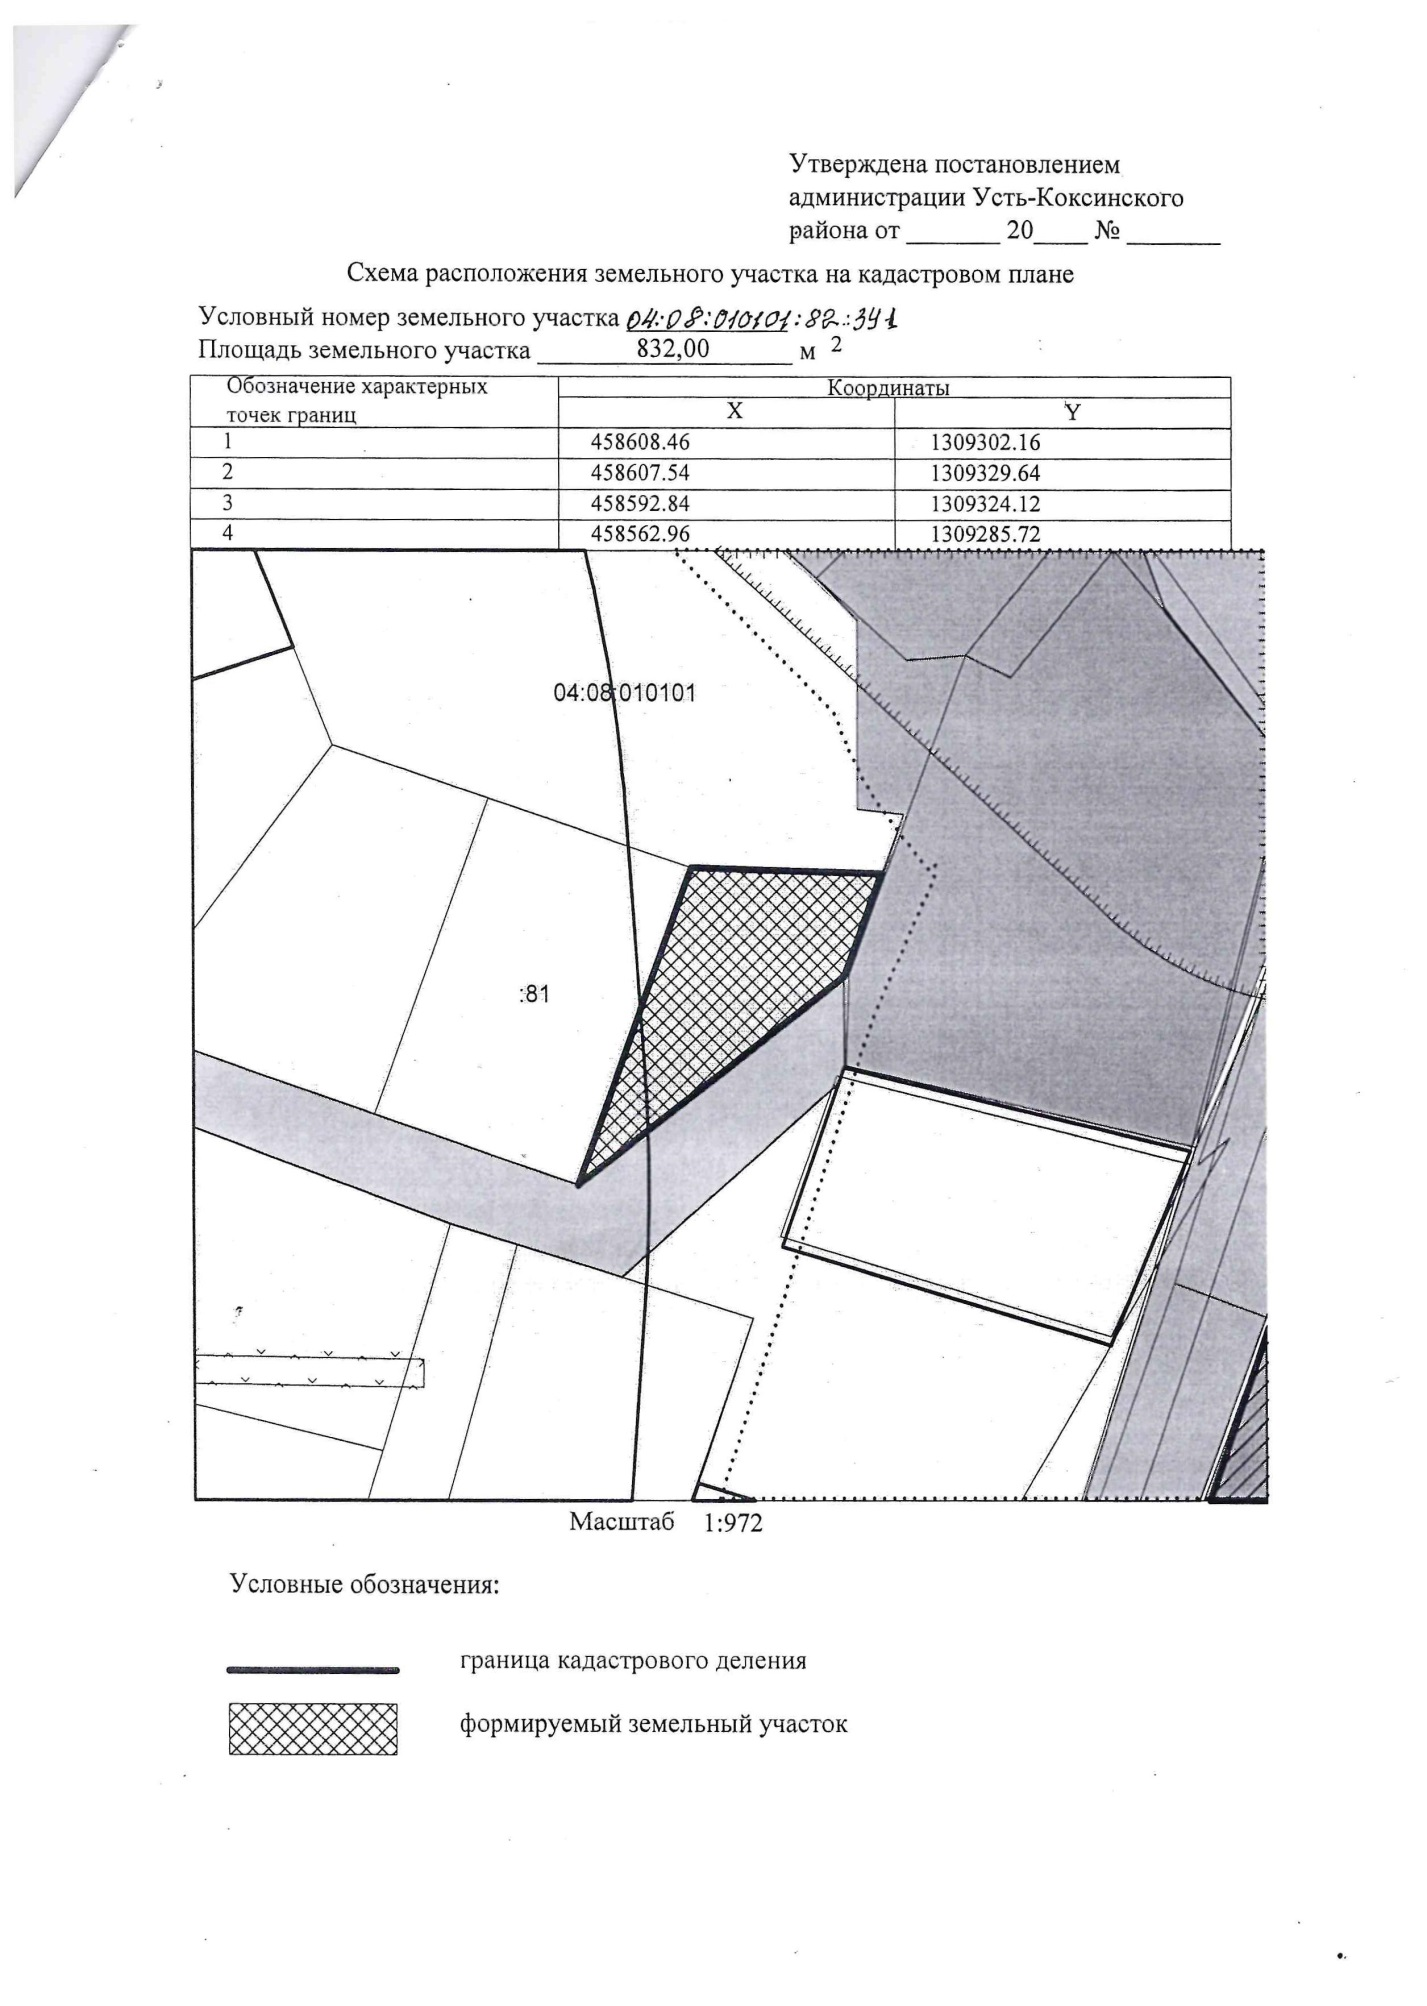 Утверждена постановлением
администрации Усть-Коксинского
района от _______ 20____ № _______
Схема расположения земельного участка на кадастровом плане
Условный номер земельного участка 04:08:010101:82.:341
Площадь земельного участка 832,00 м 2
Обозначение характерных точек границ Координаты
X Y
1 458608.46 1309302.16
2 458607.54 1309329.64
3 458592.84 1309324.12
4 458562.96 1309285.72
04:08:010101
:81
Масштаб 1:972
Условные обозначения:
граница кадастрового деления
формируемый земельный участок